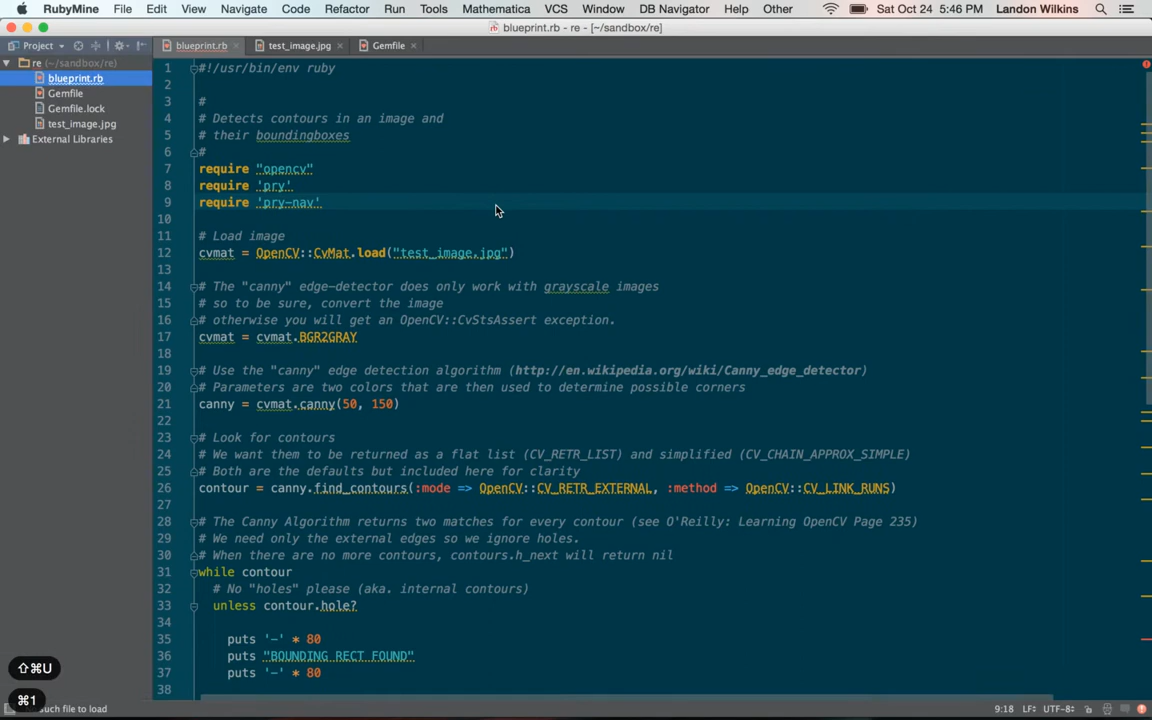 RubyMine File Edit View Navigate Code Refactor Run Tools Mathematica VCS Window DB Navigator Help Other Sat Oct 24 5:46 PM Landon Wilkins
blueprint.rb - re - [~/sandbox/re]
Project
blueprint.rb test_image.jpg Gemfile
re (~/sandbox/re)
blueprint.rb
Gemfile
Gemfile.lock
test_image.jpg
External Libraries
1 #!/usr/bin/env ruby
2
3 #
4 # Detects contours in an image and
5 # their boundingboxes
6 #
7 require "opencv"
8 require 'pry'
9 require 'pry-nav'
10
11 # Load image
12 cvmat = OpenCV::CvMat.load("test_image.jpg")
13
14 # The "canny" edge-detector does only work with grayscale images
15 # so to be sure, convert the image
16 # otherwise you will get an OpenCV::CvStsAssert exception.
17 cvmat = cvmat.BGR2GRAY
18
19 # Use the "canny" edge detection algorithm (http://en.wikipedia.org/wiki/Canny_edge_detector)
20 # Parameters are two colors that are then used to determine possible corners
21 canny = cvmat.canny(50, 150)
22
23 # Look for contours
24 # We want them to be returned as a flat list (CV_RETR_LIST) and simplified (CV_CHAIN_APPROX_SIMPLE)
25 # Both are the defaults but included here for clarity
26 contour = canny.find_contours(:mode => OpenCV::CV_RETR_EXTERNAL, :method => OpenCV::CV_LINK_RUNS)
27
28 # The Canny Algorithm returns two matches for every contour (see O'Reilly: Learning OpenCV Page 235)
29 # We need only the external edges so we ignore holes.
30 # When there are no more contours, contours.h_next will return nil
31 while contour
32 # No "holes" please (aka. internal contours)
33 unless contour.hole?
34
35 puts '-' * 80
36 puts "BOUNDING RECT FOUND"
37 puts '-' * 80
38
⇧⌘U
⌘1
such file to load 9:18 LF÷ UTF-8÷